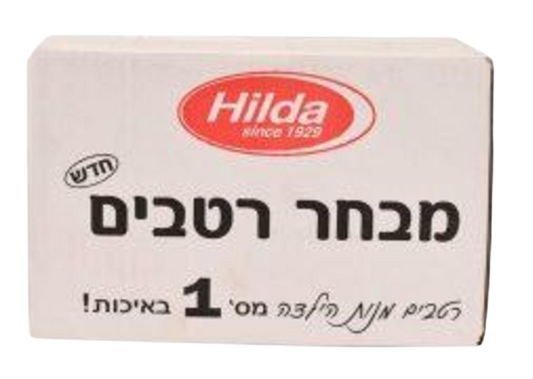 Hilda
since 1929
חדש
מבחר רטבים
רטבים מנת הילדה מס' 1 באיכות!